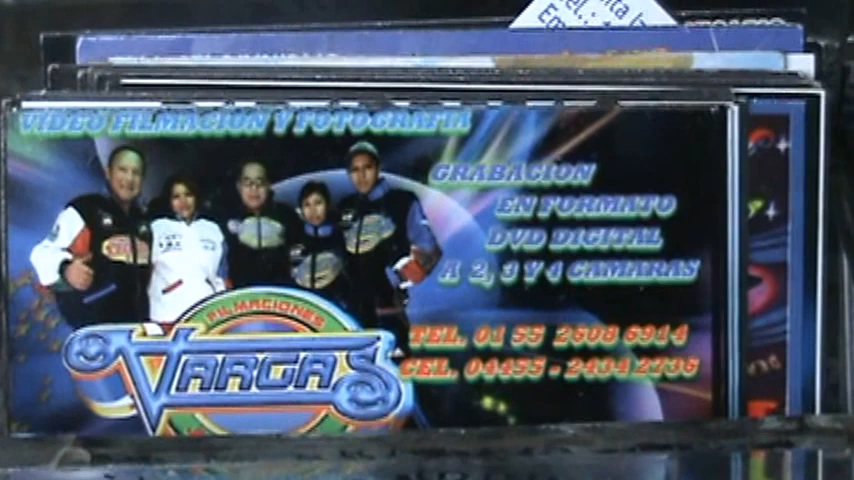 VIDEO FILMACION Y FOTOGRAFIA
GRABACION
EN FORMATO
DVD DIGITAL
A 2, 3 Y 4 CAMARAS
TEL. 01 55 2608 6914
CEL. 04455 - 2434 2736
FILMACIONES
VARGAS